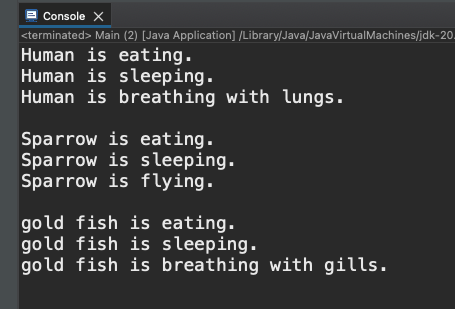 Console
<terminated> Main (2) [Java Application] /Library/Java/JavaVirtualMachines/jdk-20.
Human is eating.
Human is sleeping.
Human is breathing with lungs.
Sparrow is eating.
Sparrow is sleeping.
Sparrow is flying.
gold fish is eating.
gold fish is sleeping.
gold fish is breathing with gills.